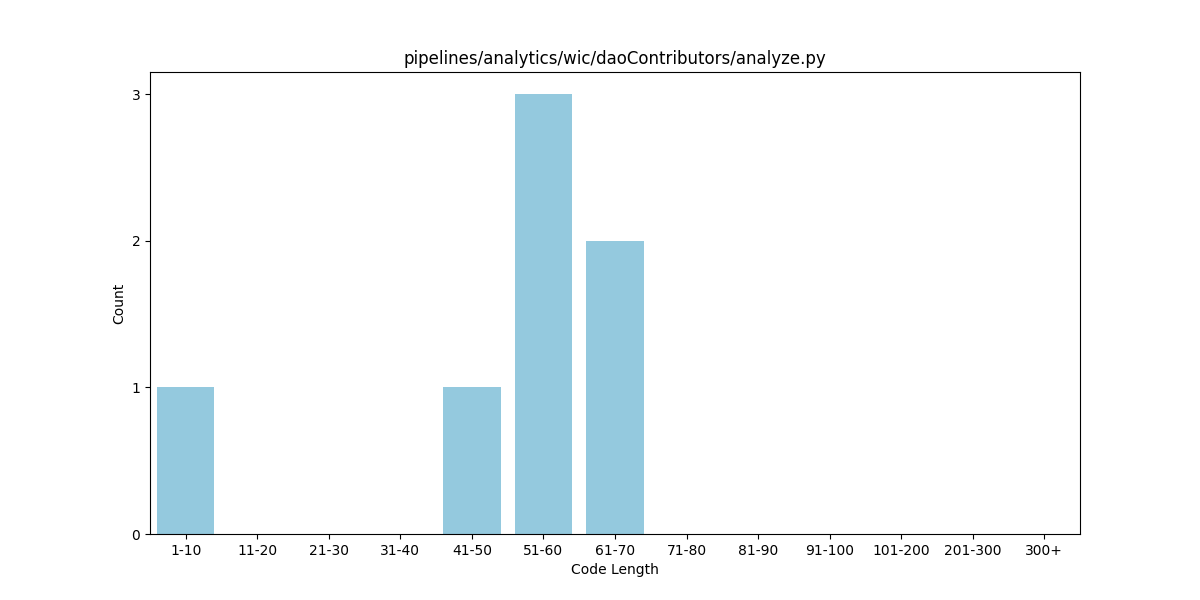 pipelines/analytics/wic/daoContributors/analyze.py
3
2
1
0
Count
1-10 11-20 21-30 31-40 41-50 51-60 61-70 71-80 81-90 91-100 101-200 201-300 300+
Code Length